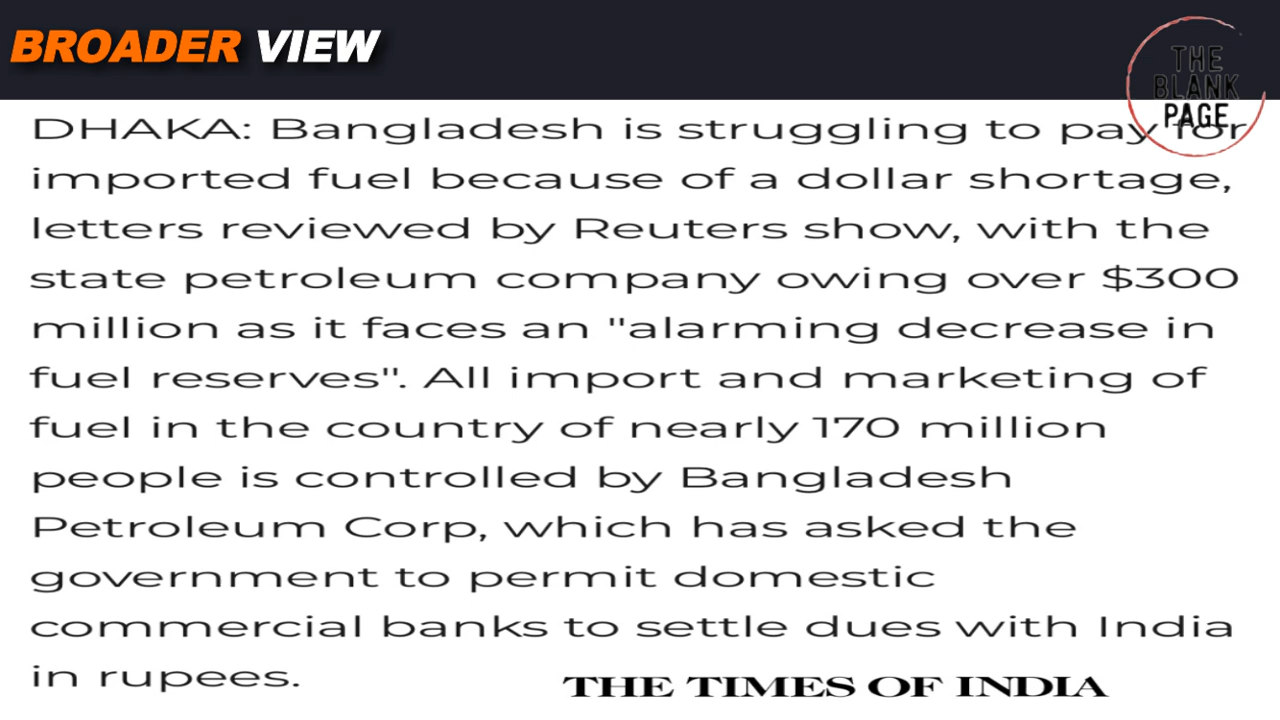 BROADER VIEW
THE
BLANK
PAGE
DHAKA: Bangladesh is struggling to pay for
imported fuel because of a dollar shortage,
letters reviewed by Reuters show, with the
state petroleum company owing over $300
million as it faces an "alarming decrease in
fuel reserves". All import and marketing of
fuel in the country of nearly 170 million
people is controlled by Bangladesh
Petroleum Corp, which has asked the
government to permit domestic
commercial banks to settle dues with India
in rupees.
THE TIMES OF INDIA